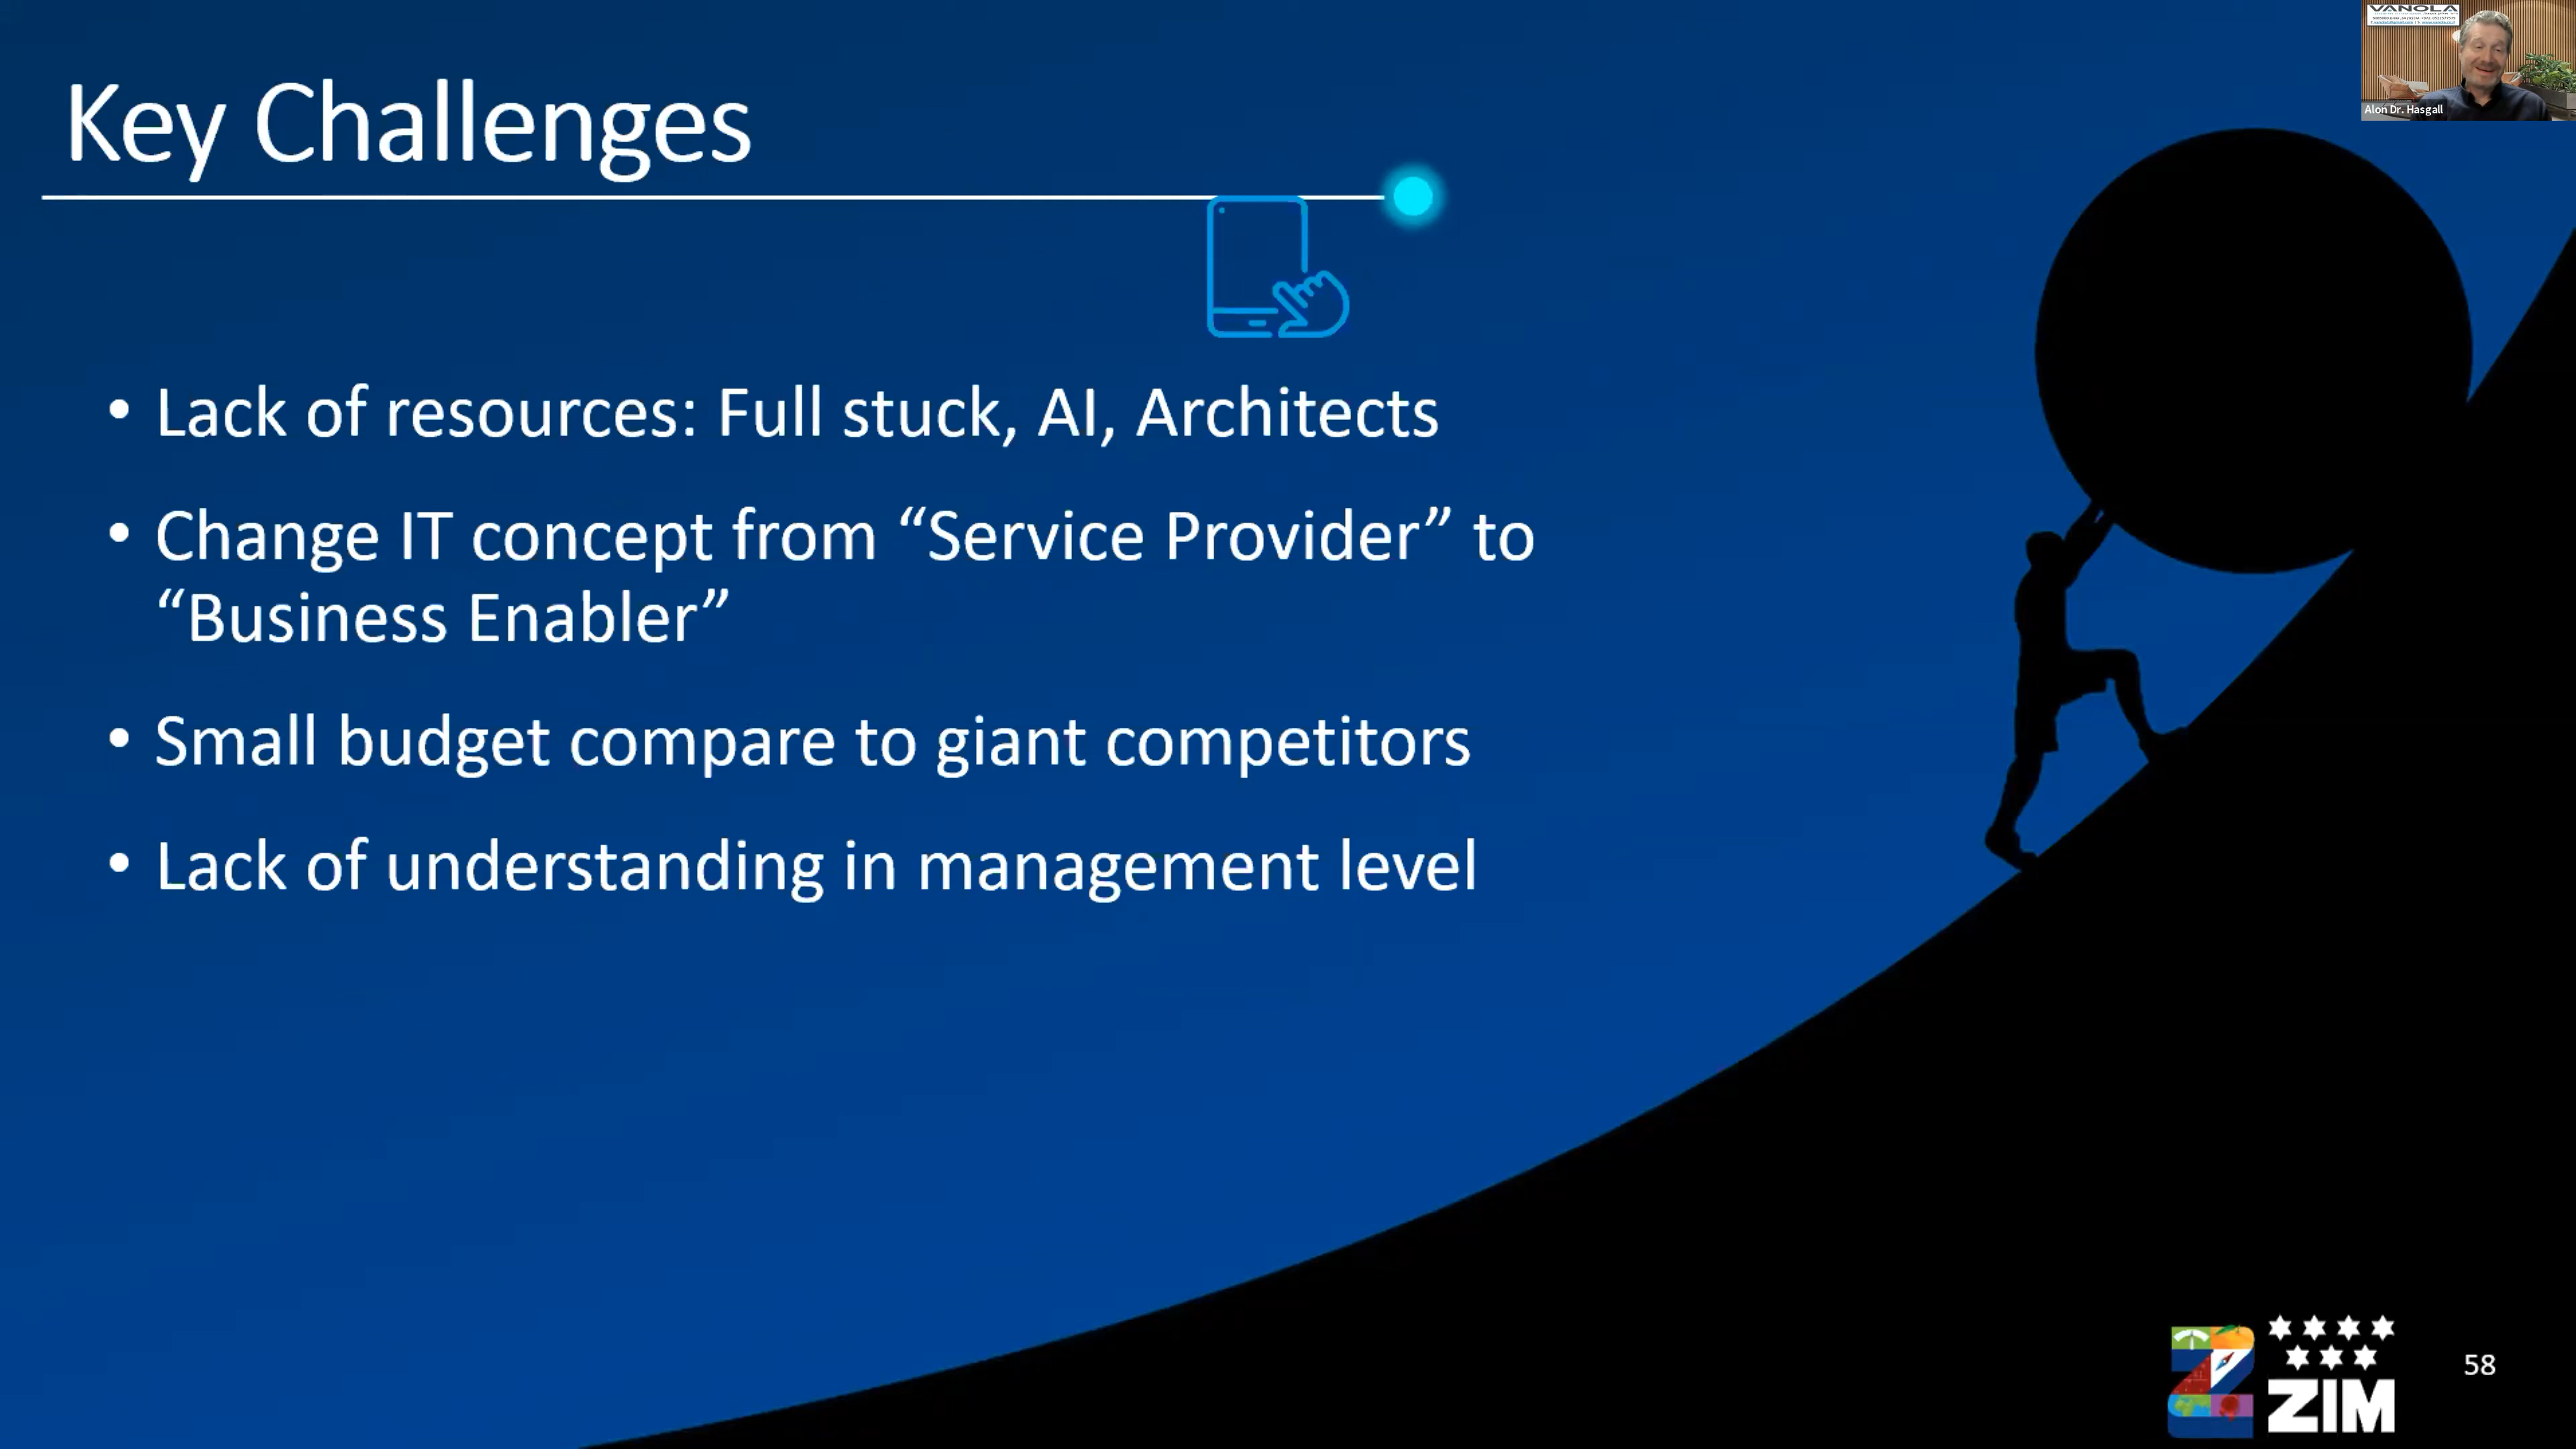 VANOLA
Alon Dr. Hasgall
Key Challenges
• Lack of resources: Full stuck, AI, Architects
• Change IT concept from “Service Provider” to
“Business Enabler”
• Small budget compare to giant competitors
• Lack of understanding in management level
ZIM
58